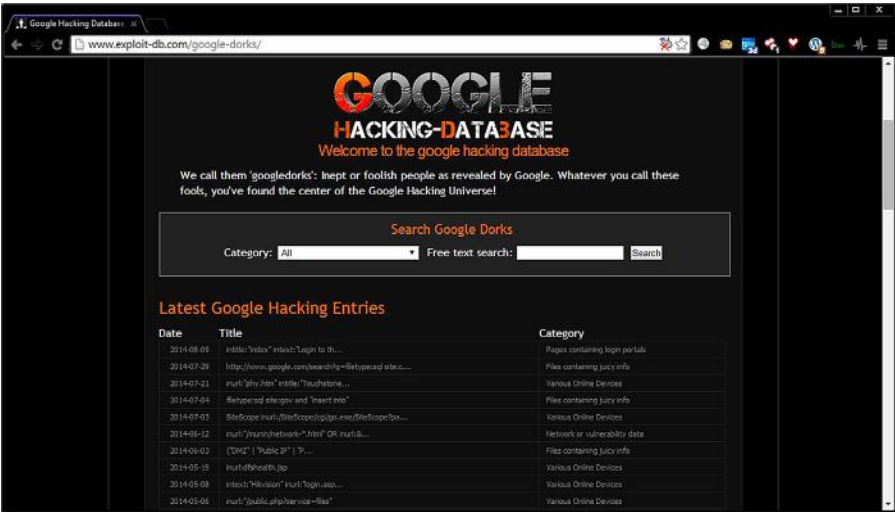 Google Hacking Database
www.exploit-db.com/google-dorks/
GOOGLE
HACKING-DATABASE
Welcome to the google hacking database
We call them 'googledorks': Inept or foolish people as revealed by Google. Whatever you call these
fools, you've found the center of the Google Hacking Universe!
Search Google Dorks
Category: All Free text search: Search
Latest Google Hacking Entries
Date Title Category
2014-08-09 intitle:"index" intext:"Login to th... Pages containing login portals
2014-07-29 http://www.google.com/search?q=filetype:sql site:c... Files containing juicy info
2014-07-21 inurl:"phy.htm" intitle:"Touchstone... Various Online Devices
2014-07-04 filetype:sql site:gov and "insert into" Files containing juicy info
2014-07-03 SiteScope inurl:/SiteScope/cgi/go.exe/SiteScope?pa... Various Online Devices
2014-06-12 inurl:"/munin/network-*.html" OR inurl:&... Network or vulnerability data
2014-06-03 ("DMZ" | "Public IP" | "P... Files containing juicy info
2014-05-19 inurl:dfshealth.jsp Various Online Devices
2014-05-08 intext:"Hikvision" inurl:"login.asp... Various Online Devices
2014-05-06 inurl:"/public.php?service=files" Various Online Devices